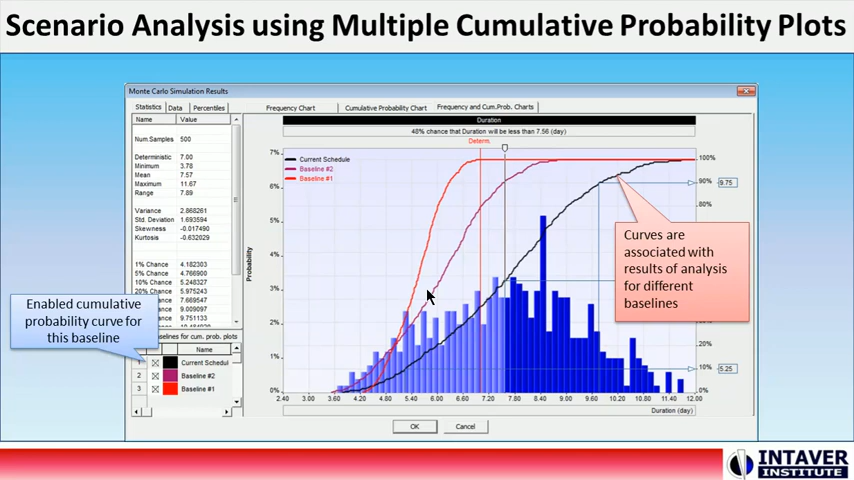 Scenario Analysis using Multiple Cumulative Probability Plots
Monte Carlo Simulation Results
Statistics Data Percentiles
Frequency Chart
Cumulative Probability Chart
Frequency and Cum.Prob. Charts
Name Value
Num.Samples 500
Deterministic 7.00
Minimum 3.78
Mean 7.57
Maximum 11.67
Range 7.89
Variance 2.868261
Std. Deviation 1.693594
Skewness -0.017490
Kurtosis -0.632029
1% Chance 4.182303
5% Chance 4.766900
10% Chance 5.248327
20% Chance 5.975243
7.669547
9.009097
9.751133
Duration
48% chance that Duration will be less than 7.56 (day)
Determ.
Current Schedule
Baseline #2
Baseline #1
7%
6%
5%
4%
3%
2%
1%
0%
Probability
100%
90%
80%
20%
10%
0%
9.75
5.25
2.40 3.00 3.60 4.20 4.80 5.40 6.00 6.60 7.20 7.80 8.40 9.00 9.60 10.20 10.80 11.40 12.00
Duration (day)
Enabled cumulative
probability curve for
this baseline
Curves are
associated with
results of analysis
for different
baselines
aselines for cum. prob. plots
Name
1 Current Schedul
2 Baseline #2
3 Baseline #1
OK Cancel
INTAVER
INSTITUTE